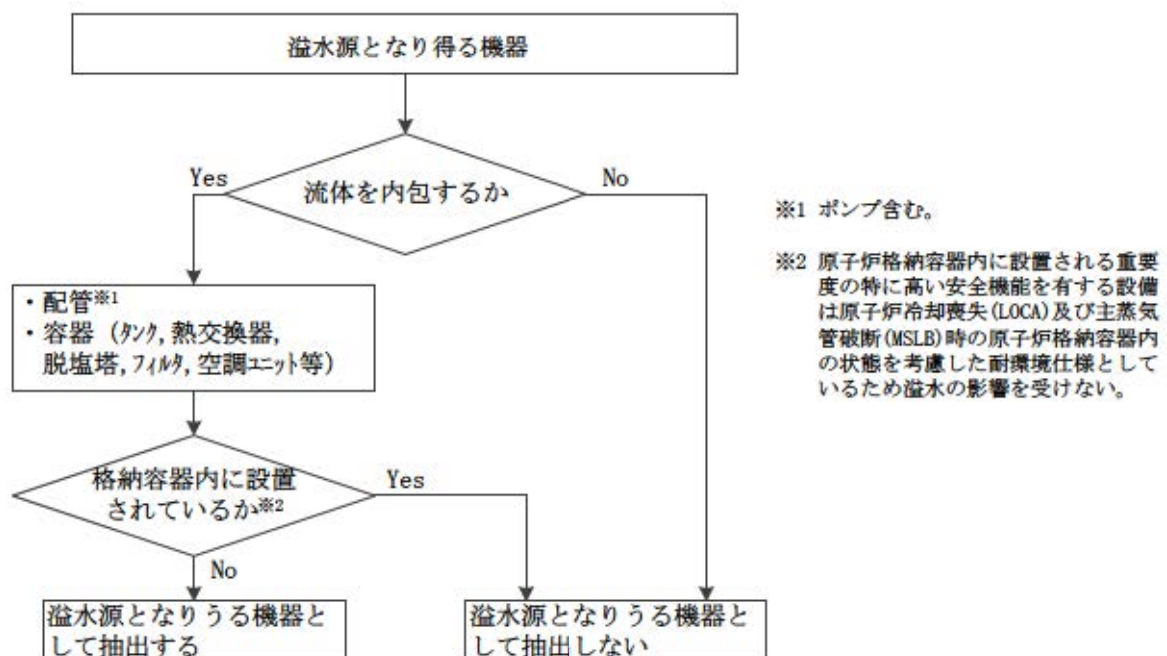 溢水源となり得る機器
流体を内包するか
Yes
No
・配管※1
・容器（ﾀﾝｸ,熱交換器,
脱塩塔,ﾌｨﾙﾀ,空調ﾕﾆｯﾄ等）
格納容器内に設置
されているか※2
Yes
No
溢水源となりうる機器と
して抽出する
溢水源となりうる機器と
して抽出しない
※1 ポンプ含む。
※2 原子炉格納容器内に設置される重要
度の特に高い安全機能を有する設備
は原子炉冷却喪失(LOCA)及び主蒸気
管破断(MSLB)時の原子炉格納容器内
の状態を考慮した耐環境仕様として
いるため溢水の影響を受けない。